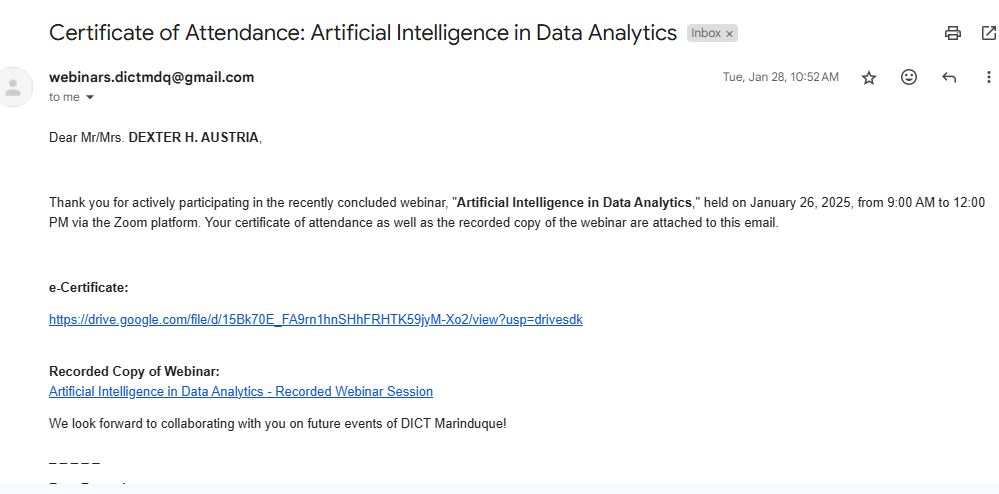 Certificate of Attendance: Artificial Intelligence in Data Analytics Inbox ×
webinars.dictmdq@gmail.com Tue, Jan 28, 10:52 AM
to me
Dear Mr/Mrs. DEXTER H. AUSTRIA,
Thank you for actively participating in the recently concluded webinar, "Artificial Intelligence in Data Analytics," held on January 26, 2025, from 9:00 AM to 12:00
PM via the Zoom platform. Your certificate of attendance as well as the recorded copy of the webinar are attached to this email.
e-Certificate:
https://drive.google.com/file/d/15Bk70E_FA9rn1hnSHhFRHTK59jyM-Xo2/view?usp=drivesdk
Recorded Copy of Webinar:
Artificial Intelligence in Data Analytics - Recorded Webinar Session
We look forward to collaborating with you on future events of DICT Marinduque!
_ _ _ _ _